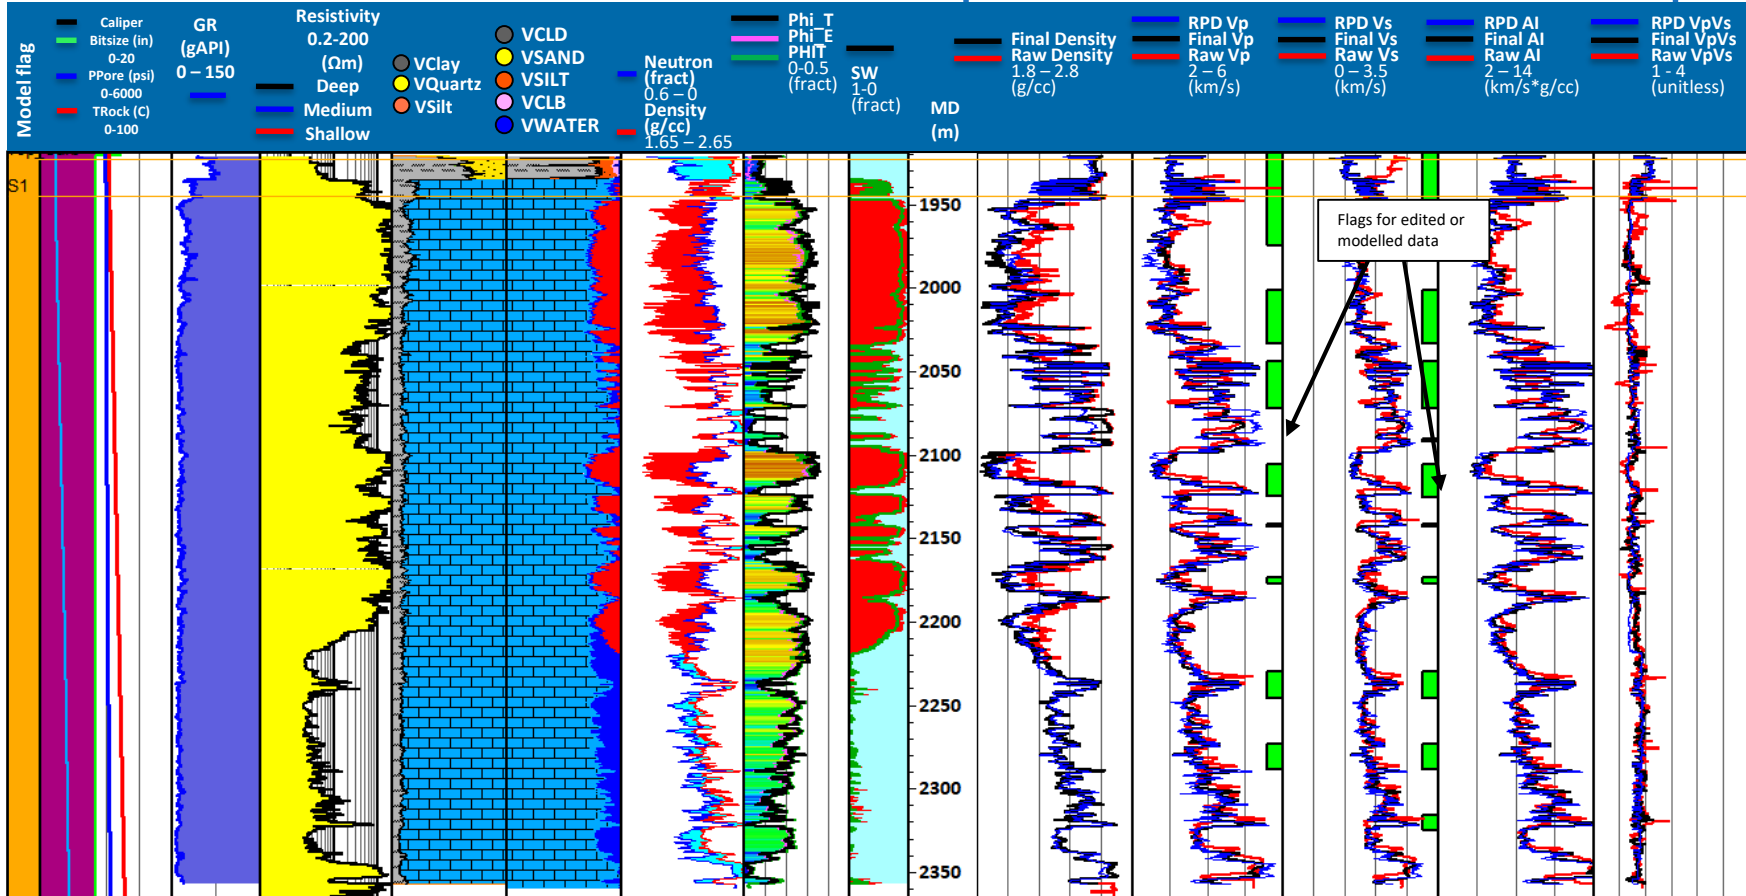 Model flag
Caliper
Bitsize (in)
0-20
PPore (psi)
0-6000
TRock (C)
0-100
GR
(gAPI)
0 – 150
Resistivity
0.2-200
(Ωm)
Deep
Medium
Shallow
VClay
VQuartz
VSilt
VCLD
VSAND
VSILT
VCLB
VWATER
Neutron
(fract)
0.6 – 0
Density
(g/cc)
1.65 – 2.65
Phi_T
Phi_E
PHIT
0-0.5
(fract)
SW
1-0
(fract)
MD
(m)
Final Density
Raw Density
1.8 – 2.8
(g/cc)
RPD Vp
Final Vp
Raw Vp
2 – 6
(km/s)
RPD Vs
Final Vs
Raw Vs
0 – 3.5
(km/s)
RPD AI
Final AI
Raw AI
2 – 14
(km/s*g/cc)
RPD VpVs
Final VpVs
Raw VpVs
1 - 4
(unitless)
S1
1950
2000
2050
2100
2150
2200
2250
2300
2350
Flags for edited or
modelled data